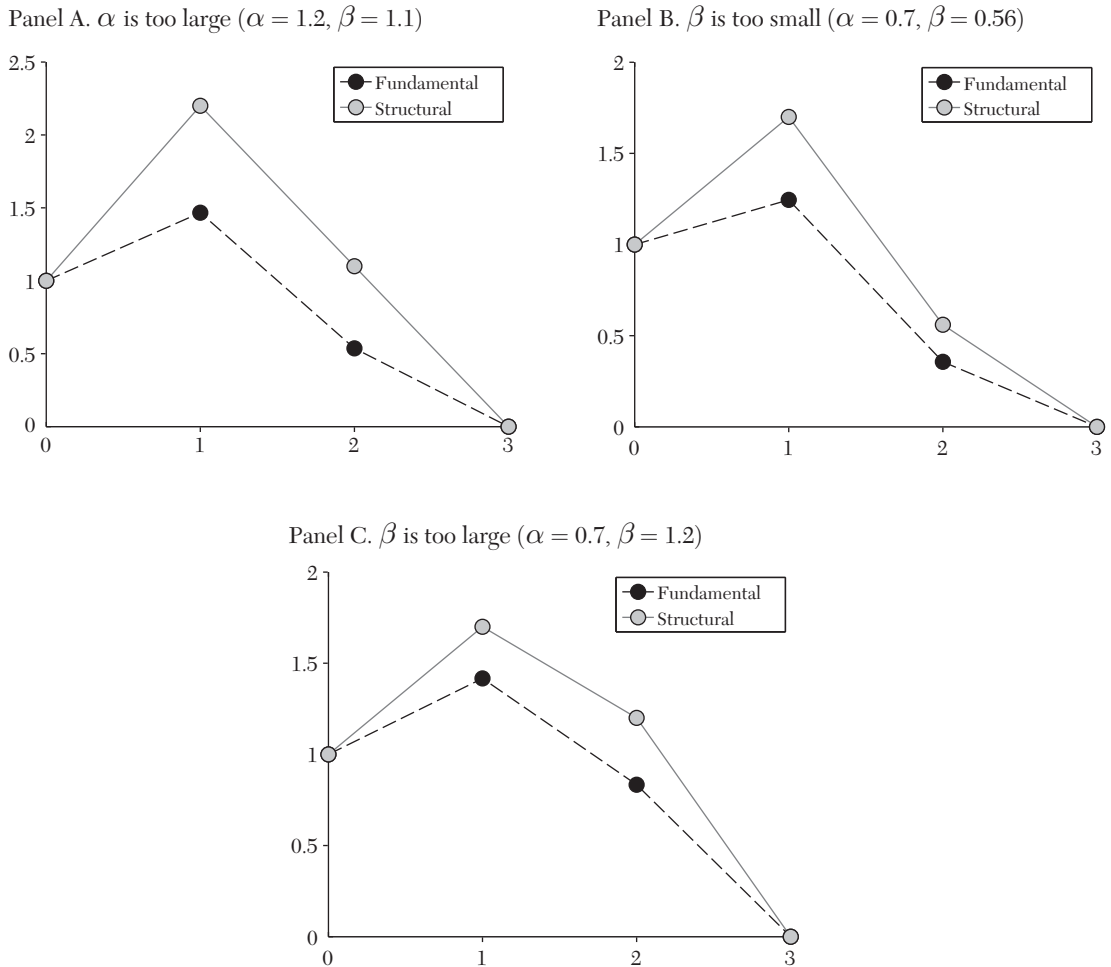 Panel A. α is too large (α = 1.2, β = 1.1)
2.5
2
1.5
1
0.5
0
0 1 2 3
Fundamental
Structural
Panel B. β is too small (α = 0.7, β = 0.56)
2
1.5
1
0.5
0
0 1 2 3
Fundamental
Structural
Panel C. β is too large (α = 0.7, β = 1.2)
2
1.5
1
0.5
0
0 1 2 3
Fundamental
Structural